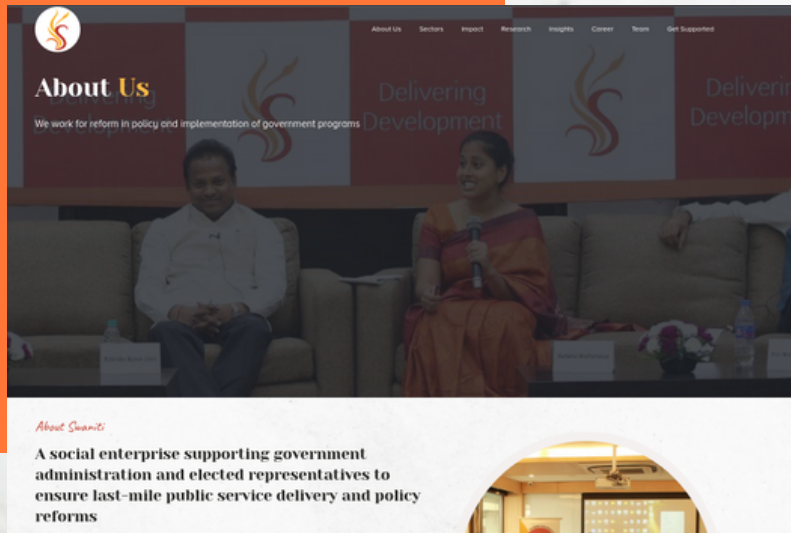 About Us
Sectors
Impact
Research
Insights
Career
Team
Get Supported
About Us
We work for reform in policy and implementation of government programs
Delivering
Development
Delivering
Development
About Swaniti
A social enterprise supporting government
administration and elected representatives to
ensure last-mile public service delivery and policy
reforms